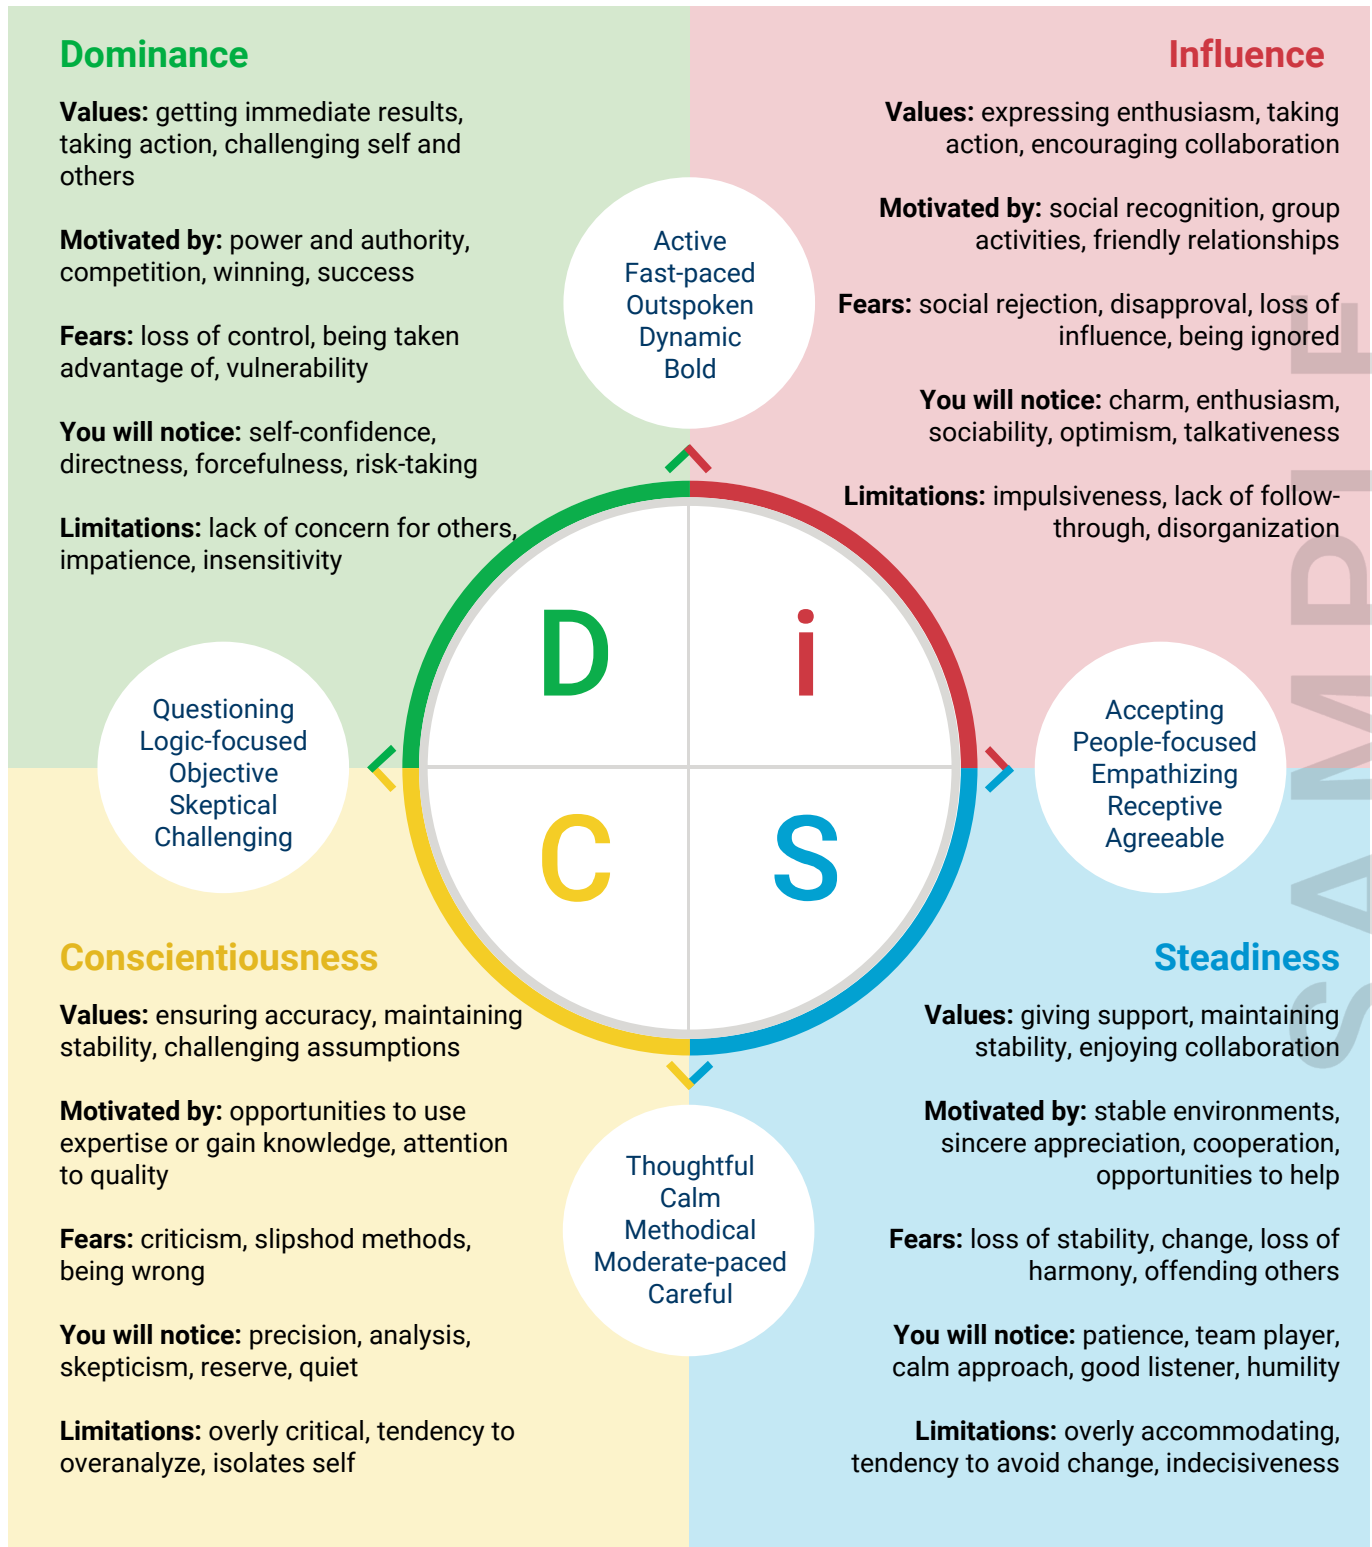 Dominance
Values: getting immediate results,
taking action, challenging self and
others
Motivated by: power and authority,
competition, winning, success
Fears: loss of control, being taken
advantage of, vulnerability
You will notice: self-confidence,
directness, forcefulness, risk-taking
Limitations: lack of concern for others,
impatience, insensitivity
Influence
Values: expressing enthusiasm, taking
action, encouraging collaboration
Motivated by: social recognition, group
activities, friendly relationships
Fears: social rejection, disapproval, loss of
influence, being ignored
You will notice: charm, enthusiasm,
sociability, optimism, talkativeness
Limitations: impulsiveness, lack of follow-
through, disorganization
Active
Fast-paced
Outspoken
Dynamic
Bold
D
i
Questioning
Logic-focused
Objective
Skeptical
Challenging
Accepting
People-focused
Empathizing
Receptive
Agreeable
C
S
Conscientiousness
Values: ensuring accuracy, maintaining
stability, challenging assumptions
Motivated by: opportunities to use
expertise or gain knowledge, attention
to quality
Fears: criticism, slipshod methods,
being wrong
You will notice: precision, analysis,
skepticism, reserve, quiet
Limitations: overly critical, tendency to
overanalyze, isolates self
Steadiness
Values: giving support, maintaining
stability, enjoying collaboration
Motivated by: stable environments,
sincere appreciation, cooperation,
opportunities to help
Fears: loss of stability, change, loss of
harmony, offending others
You will notice: patience, team player,
calm approach, good listener, humility
Limitations: overly accommodating,
tendency to avoid change, indecisiveness
Thoughtful
Calm
Methodical
Moderate-paced
Careful
SAMPLE